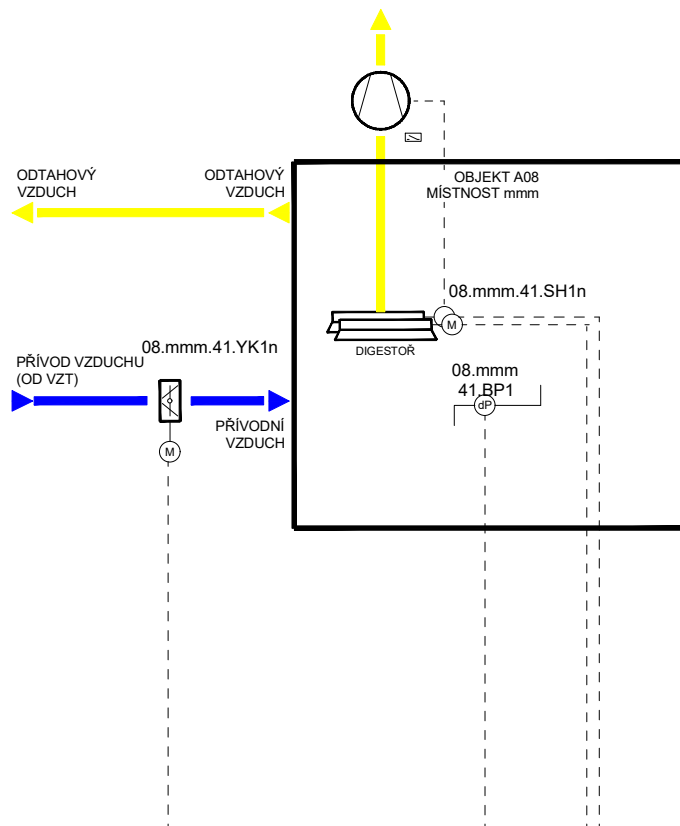 ODTAHOVÝ
VZDUCH
ODTAHOVÝ
VZDUCH
OBJEKT A08
MÍSTNOST mmm
08.mmm.41.SH1n
M
DIGESTOŘ
08.mmm.41.YK1n
PŘÍVOD VZDUCHU
(OD VZT)
08.mmm
41.BP1
dP
PŘÍVODNÍ
VZDUCH
M